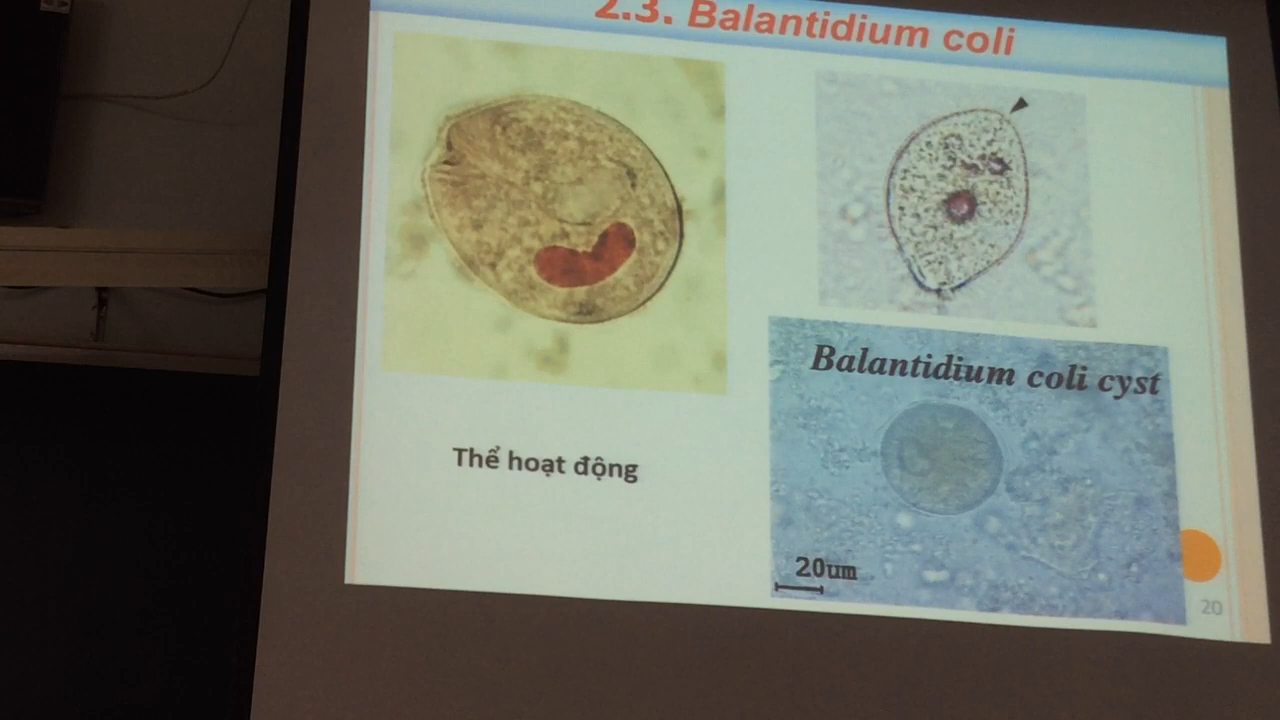 2.3. Balantidium coli
Balantidium coli cyst
Thể hoạt động
20um
20